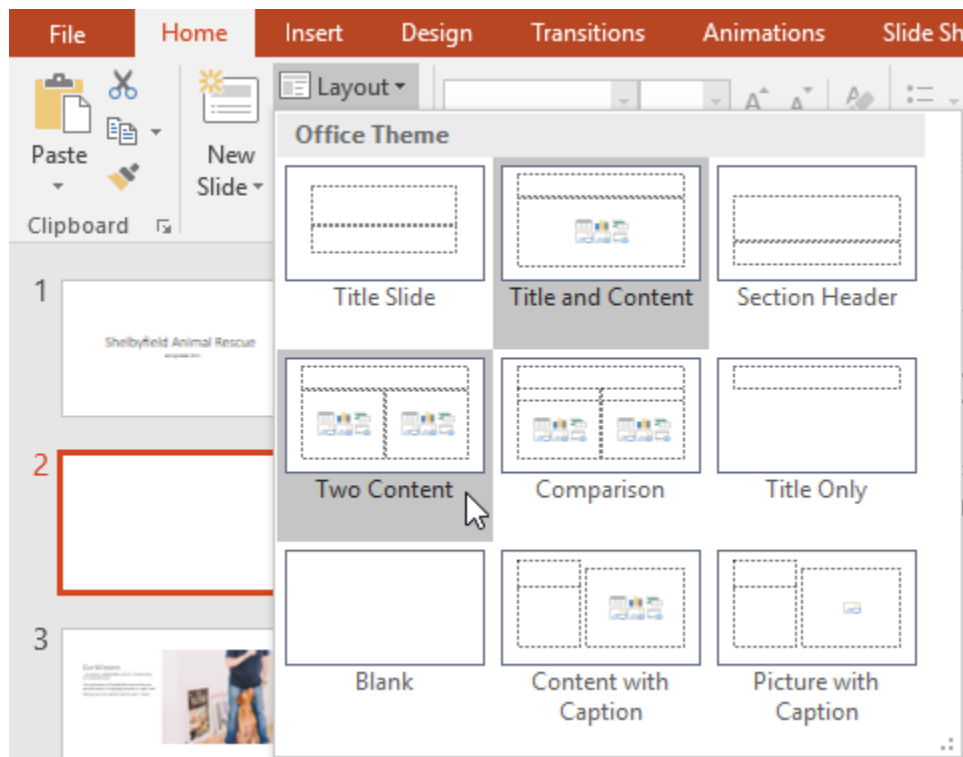 File Home Insert Design Transitions Animations Slide Sh
Layout
Paste
New
Slide
Clipboard
Office Theme
Title Slide Title and Content Section Header
Two Content Comparison Title Only
Blank Content with Caption Picture with Caption
1
Shelbyfield Animal Rescue
2
3
Our Mission